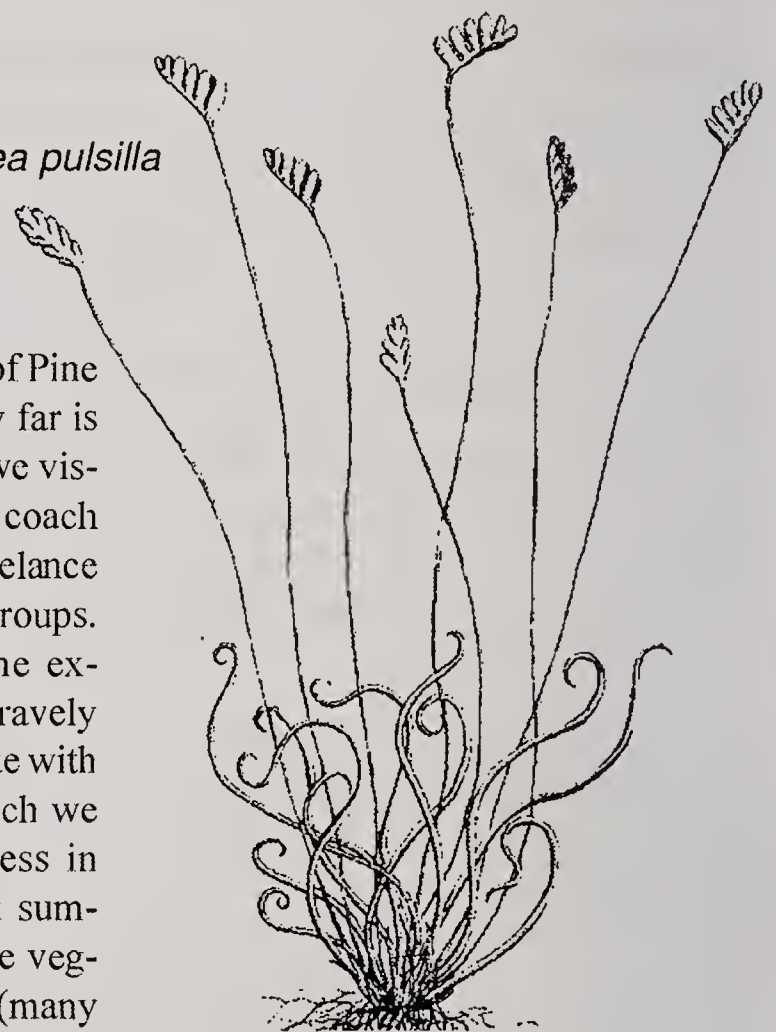 ea pulsilla
of Pine
far is
we vis-
coach
elance
roups.
ne ex-
ravely
e with
ch we
ess in
sum-
e veg-
(many